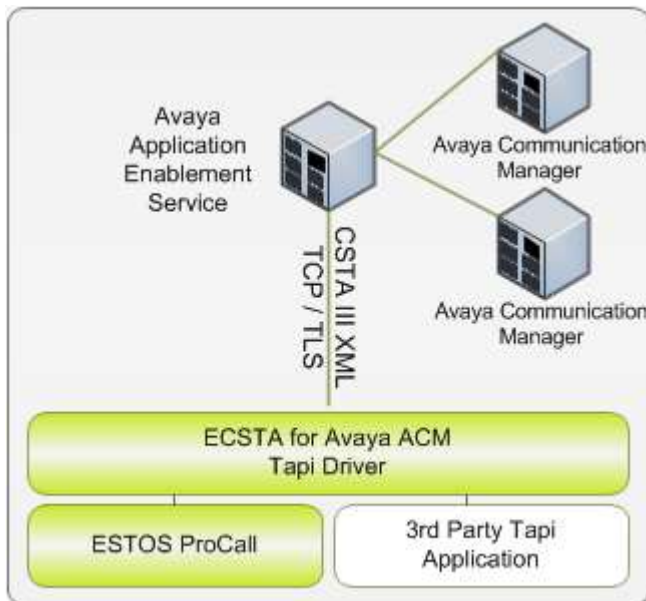 Avaya
Application
Enablement
Service
Avaya Communication
Manager
Avaya Communication
Manager
CSTA III XML
TCP / TLS
ECSTA for Avaya ACM
Tapi Driver
ESTOS ProCall
3rd Party Tapi
Application